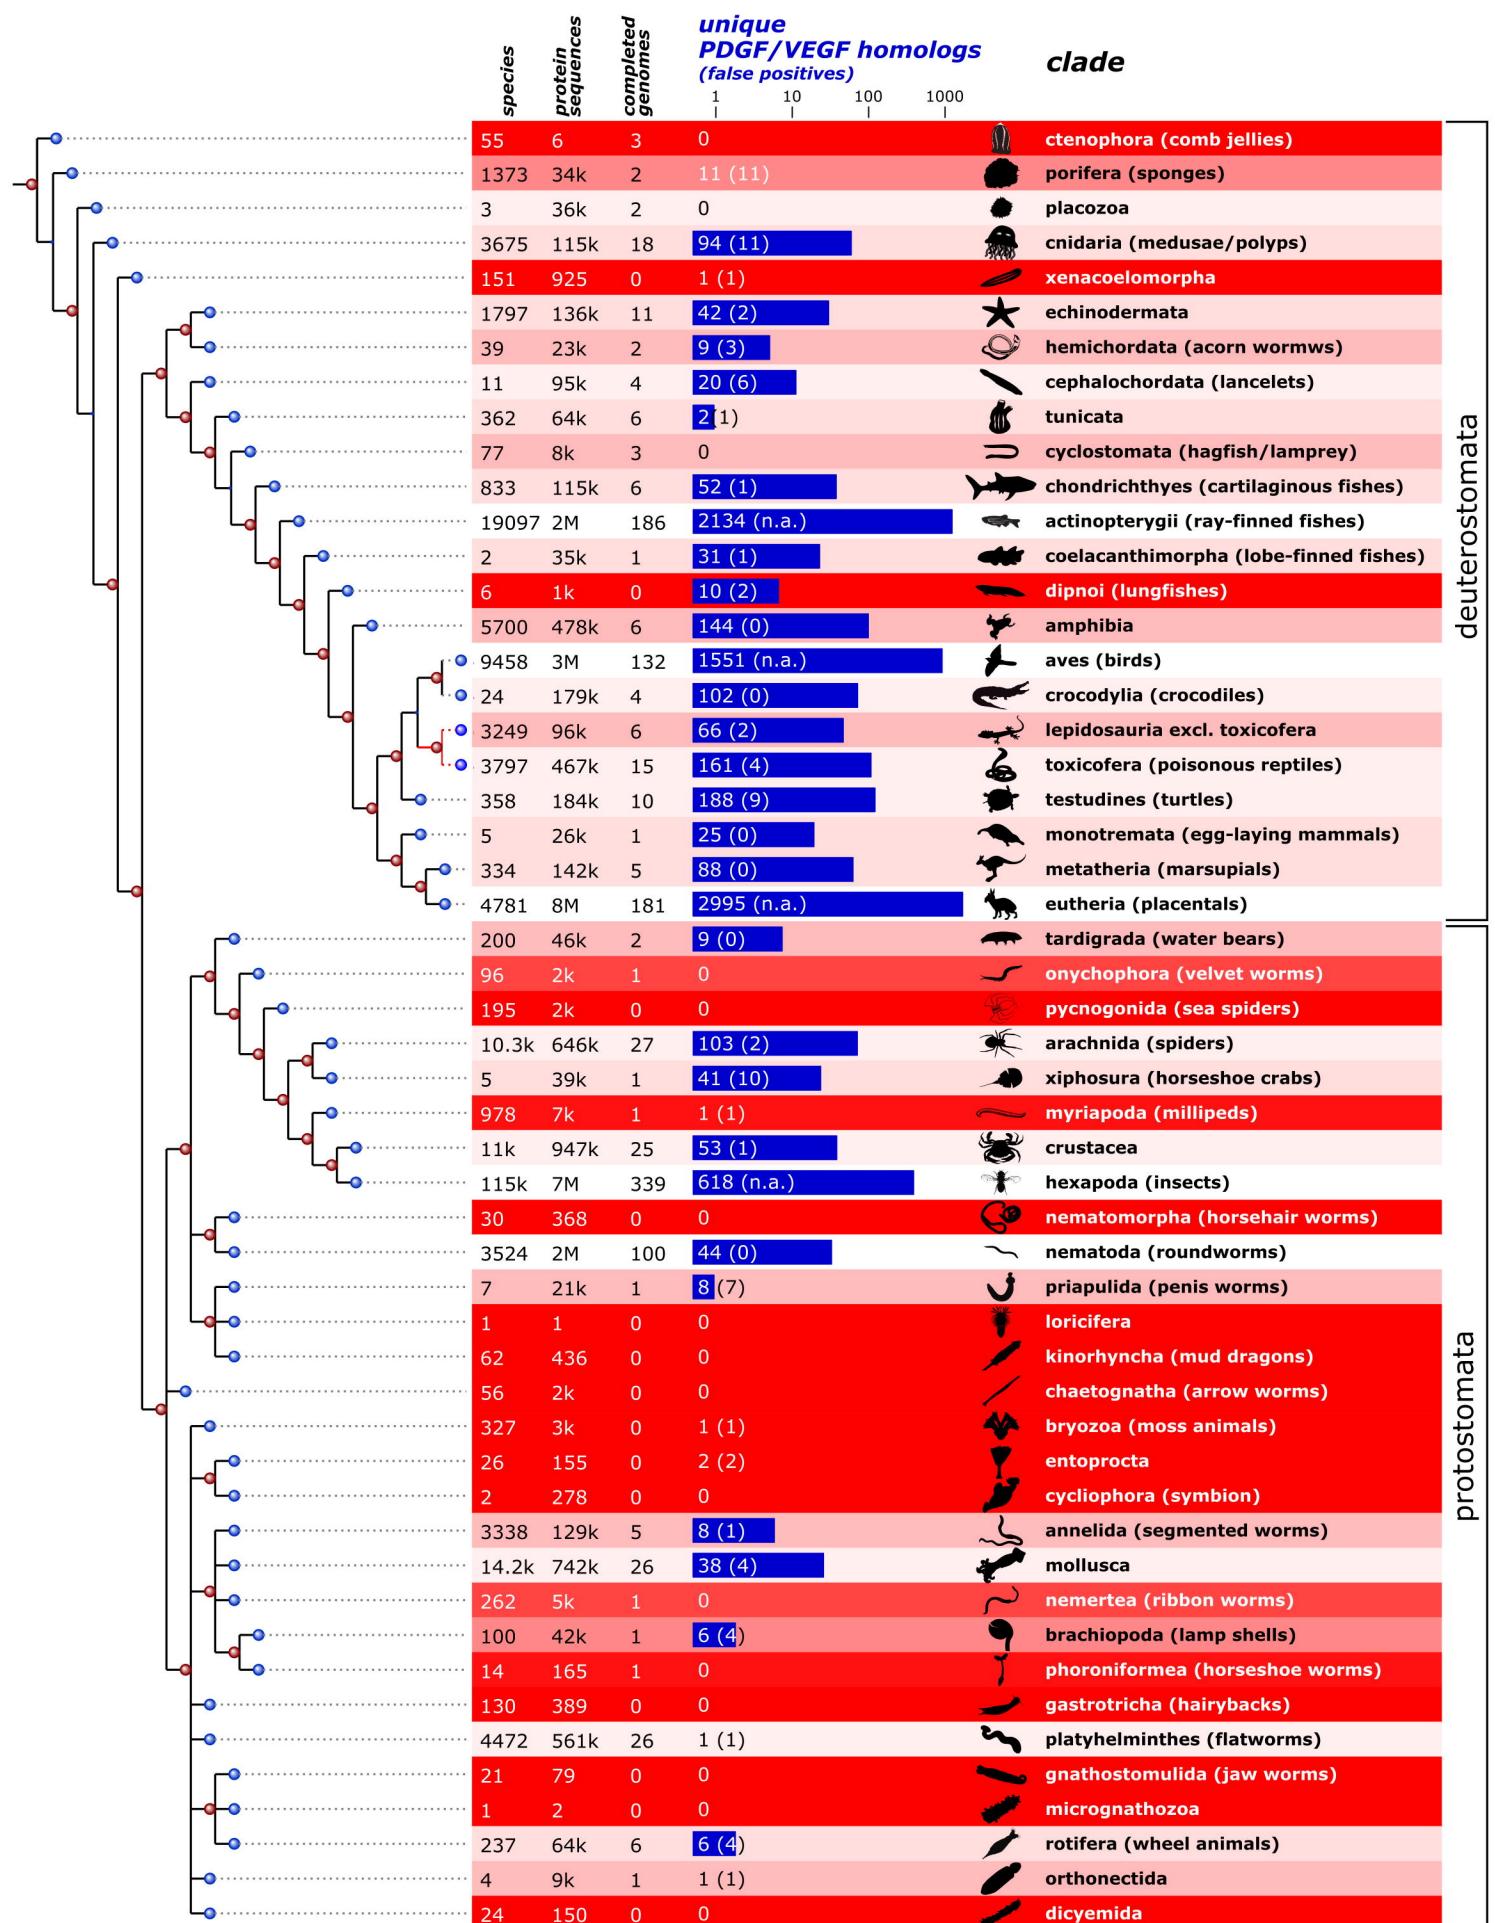 species
protein
sequences
completed
genomes
unique
PDGF/VEGF homologs
(false positives)
clade
1 10 100 1000
55 6 3 0 ctenophora (comb jellies)
1373 34k 2 11 (11) porifera (sponges)
3 36k 2 0 placozoa
3675 115k 18 94 (11) cnidaria (medusae/polyps)
151 925 0 1 (1) xenacoelomorpha
1797 136k 11 42 (2) echinodermata
39 23k 2 9 (3) hemichordata (acorn wormws)
11 95k 4 20 (6) cephalochordata (lancelets)
362 64k 6 2 (1) tunicata
77 8k 3 0 cyclostomata (hagfish/lamprey)
833 115k 6 52 (1) chondrichthyes (cartilaginous fishes)
19097 2M 186 2134 (n.a.) actinopterygii (ray-finned fishes)
2 35k 1 31 (1) coelacanthimorpha (lobe-finned fishes)
6 1k 0 10 (2) dipnoi (lungfishes)
5700 478k 6 144 (0) amphibia
9458 3M 132 1551 (n.a.) aves (birds)
24 179k 4 102 (0) crocodylia (crocodiles)
3249 96k 6 66 (2) lepidosauria excl. toxicofera
3797 467k 15 161 (4) toxicofera (poisonous reptiles)
358 184k 10 188 (9) testudines (turtles)
5 26k 1 25 (0) monotremata (egg-laying mammals)
334 142k 5 88 (0) metatheria (marsupials)
4781 8M 181 2995 (n.a.) eutheria (placentals)
deuterostomata
200 46k 2 9 (0) tardigrada (water bears)
96 2k 1 0 onychophora (velvet worms)
195 2k 0 0 pycnogonida (sea spiders)
10.3k 646k 27 103 (2) arachnida (spiders)
5 39k 1 41 (10) xiphosura (horseshoe crabs)
978 7k 1 1 (1) myriapoda (millipeds)
11k 947k 25 53 (1) crustacea
115k 7M 339 618 (n.a.) hexapoda (insects)
30 368 0 0 nematomorpha (horsehair worms)
3524 2M 100 44 (0) nematoda (roundworms)
7 21k 1 8 (7) priapulida (penis worms)
1 1 0 0 loricifera
62 436 0 0 kinorhyncha (mud dragons)
56 2k 0 0 chaetognatha (arrow worms)
327 3k 0 1 (1) bryozoa (moss animals)
26 155 0 2 (2) entoprocta
2 278 0 0 cycliophora (symbion)
3338 129k 5 8 (1) annelida (segmented worms)
14.2k 742k 26 38 (4) mollusca
262 5k 1 0 nemertea (ribbon worms)
100 42k 1 6 (4) brachiopoda (lamp shells)
14 165 1 0 phoroniformea (horseshoe worms)
130 389 0 0 gastrotricha (hairybacks)
4472 561k 26 1 (1) platyhelminthes (flatworms)
21 79 0 0 gnathostomulida (jaw worms)
1 2 0 0 micrognathozoa
237 64k 6 6 (4) rotifera (wheel animals)
4 9k 1 1 (1) orthonectida
24 150 0 0 dicyemida
protostomata